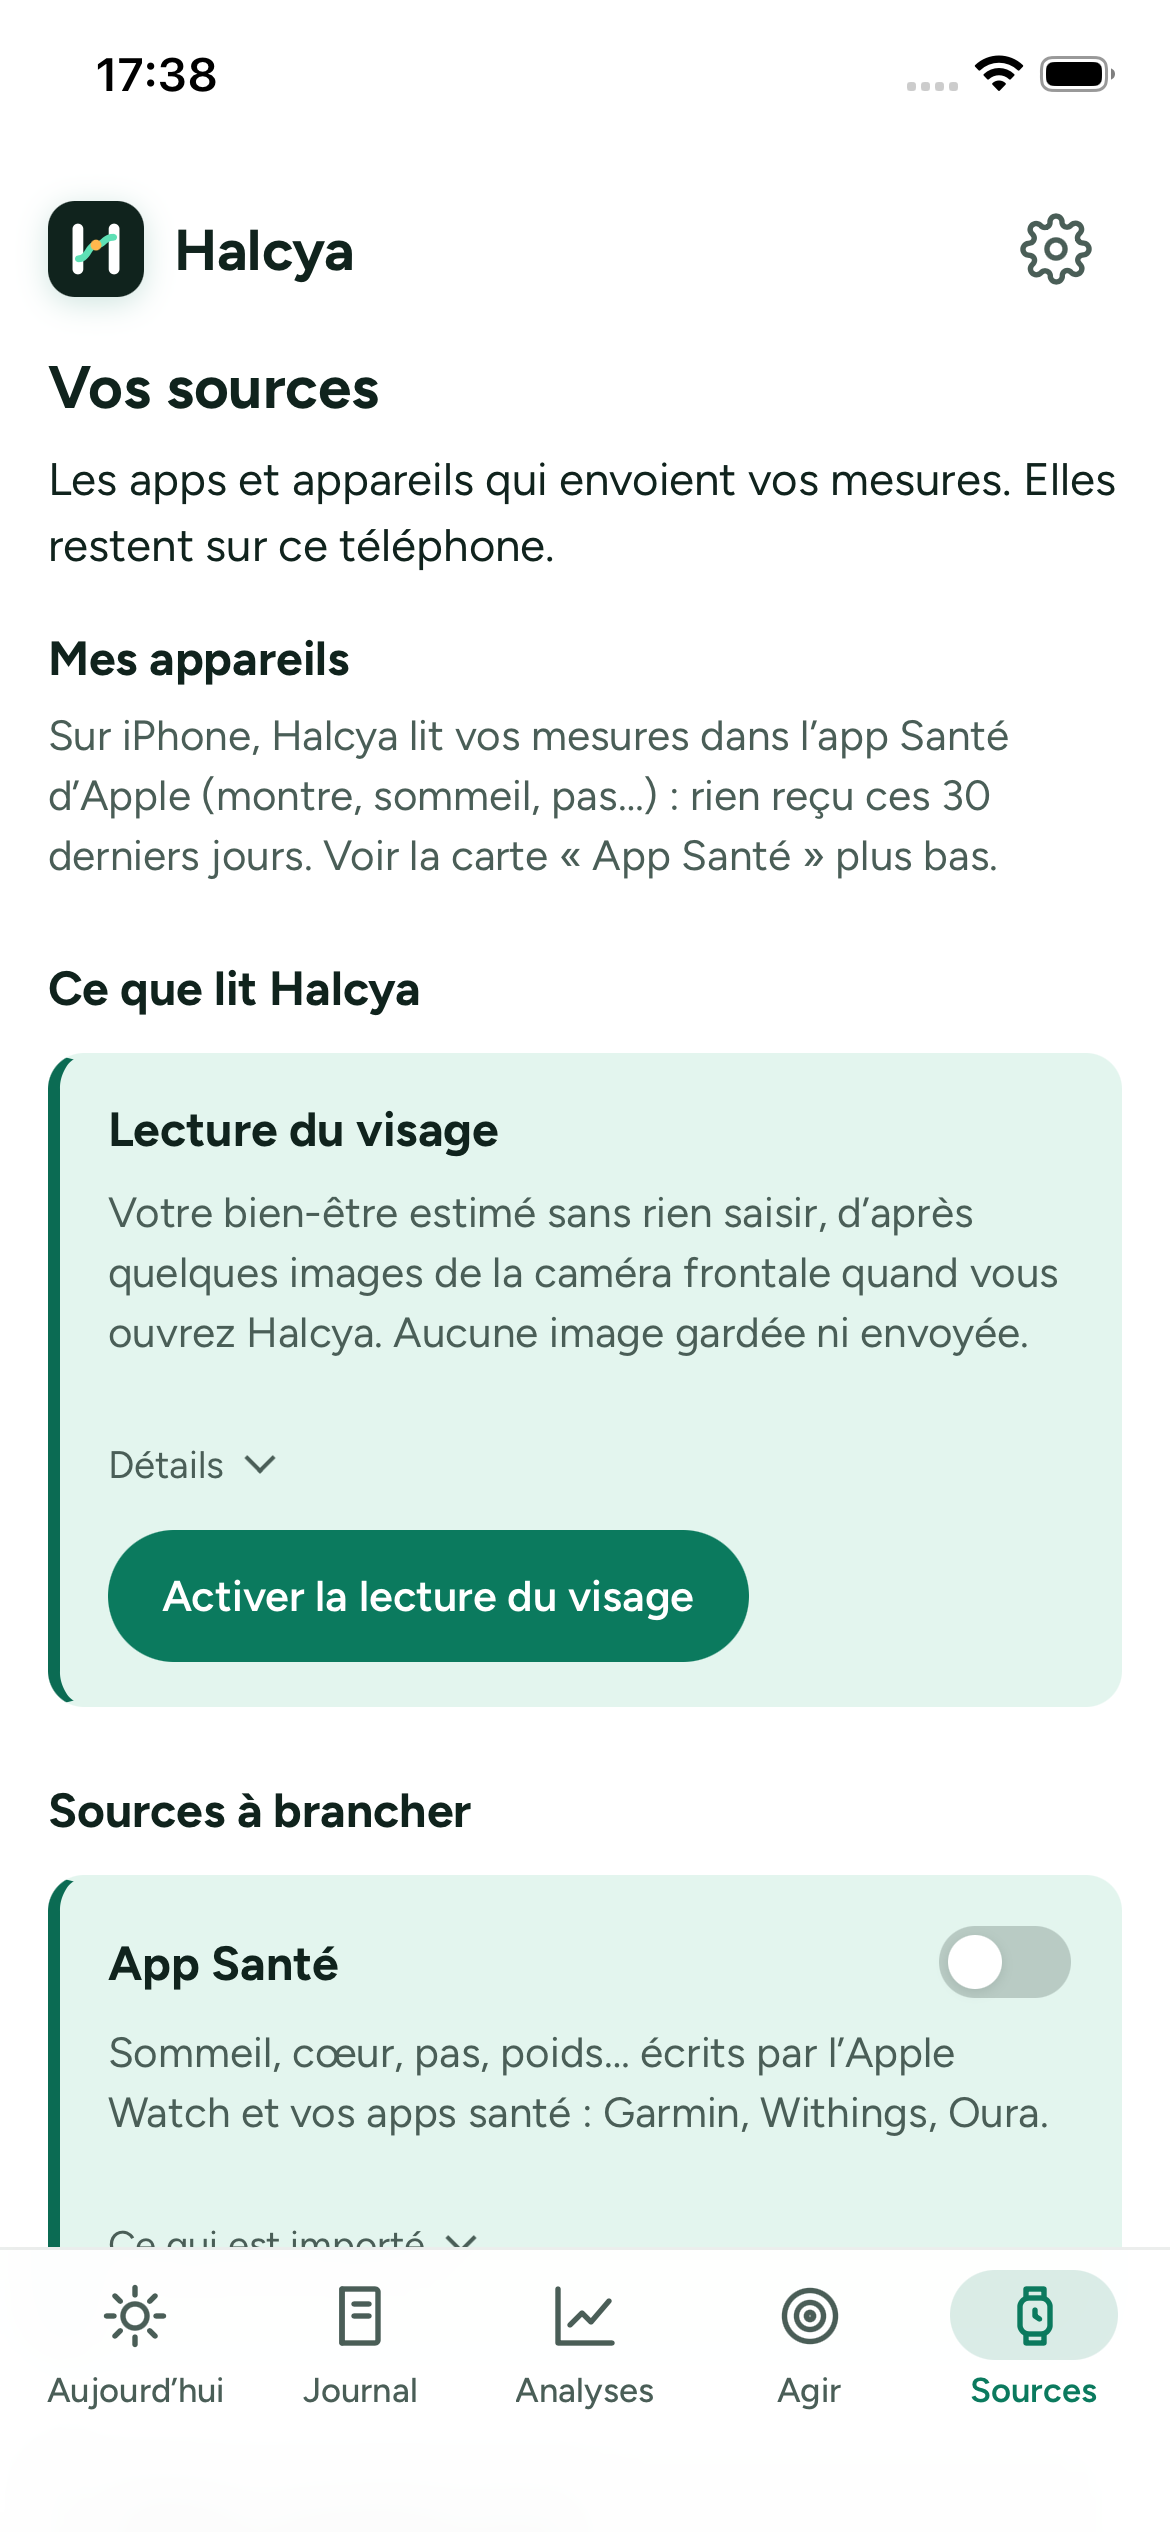 17:38
Halcya
Vos sources
Les apps et appareils qui envoient vos mesures. Elles
restent sur ce téléphone.
Mes appareils
Sur iPhone, Halcya lit vos mesures dans l’app Santé
d’Apple (montre, sommeil, pas…) : rien reçu ces 30
derniers jours. Voir la carte « App Santé » plus bas.
Ce que lit Halcya
Lecture du visage
Votre bien-être estimé sans rien saisir, d’après
quelques images de la caméra frontale quand vous
ouvrez Halcya. Aucune image gardée ni envoyée.
Détails
Activer la lecture du visage
Sources à brancher
App Santé
Sommeil, cœur, pas, poids… écrits par l’Apple
Watch et vos apps santé : Garmin, Withings, Oura.
Ce qui est importé
Aujourd’hui
Journal
Analyses
Agir
Sources